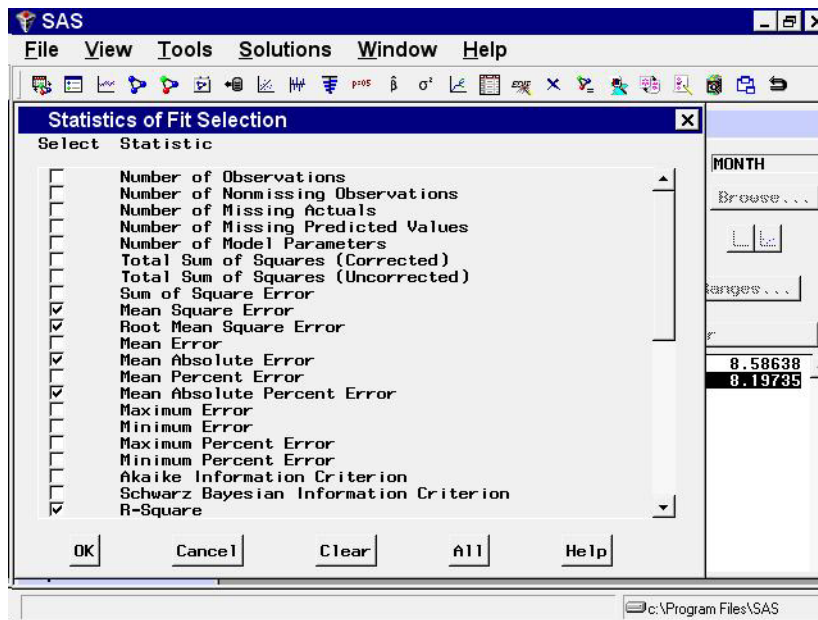 SAS
File View Tools Solutions Window Help
p=05 β̂ σ²
Statistics of Fit Selection
Select Statistic
Number of Observations
Number of Nonmissing Observations
Number of Missing Actuals
Number of Missing Predicted Values
Number of Model Parameters
Total Sum of Squares (Corrected)
Total Sum of Squares (Uncorrected)
Sum of Square Error
Mean Square Error
Root Mean Square Error
Mean Error
Mean Absolute Error
Mean Percent Error
Mean Absolute Percent Error
Maximum Error
Minimum Error
Maximum Percent Error
Minimum Percent Error
Akaike Information Criterion
Schwarz Bayesian Information Criterion
R-Square
OK Cancel Clear All Help
MONTH
Browse...
anges...
r
8.58638
8.19735
c:\Program Files\SAS